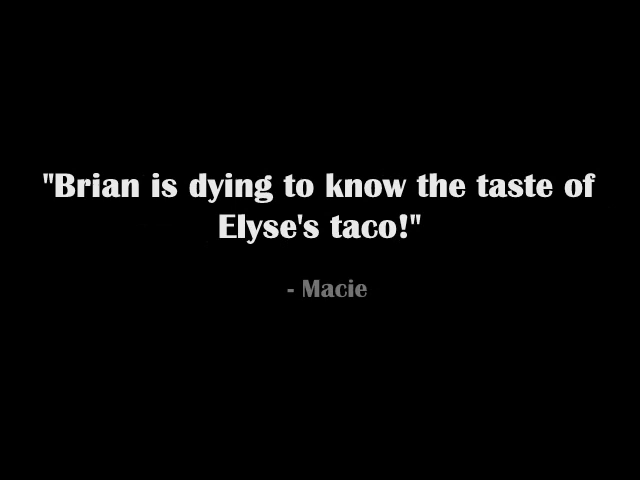 "Brian is dying to know the taste of
Elyse's taco!"
- Macie